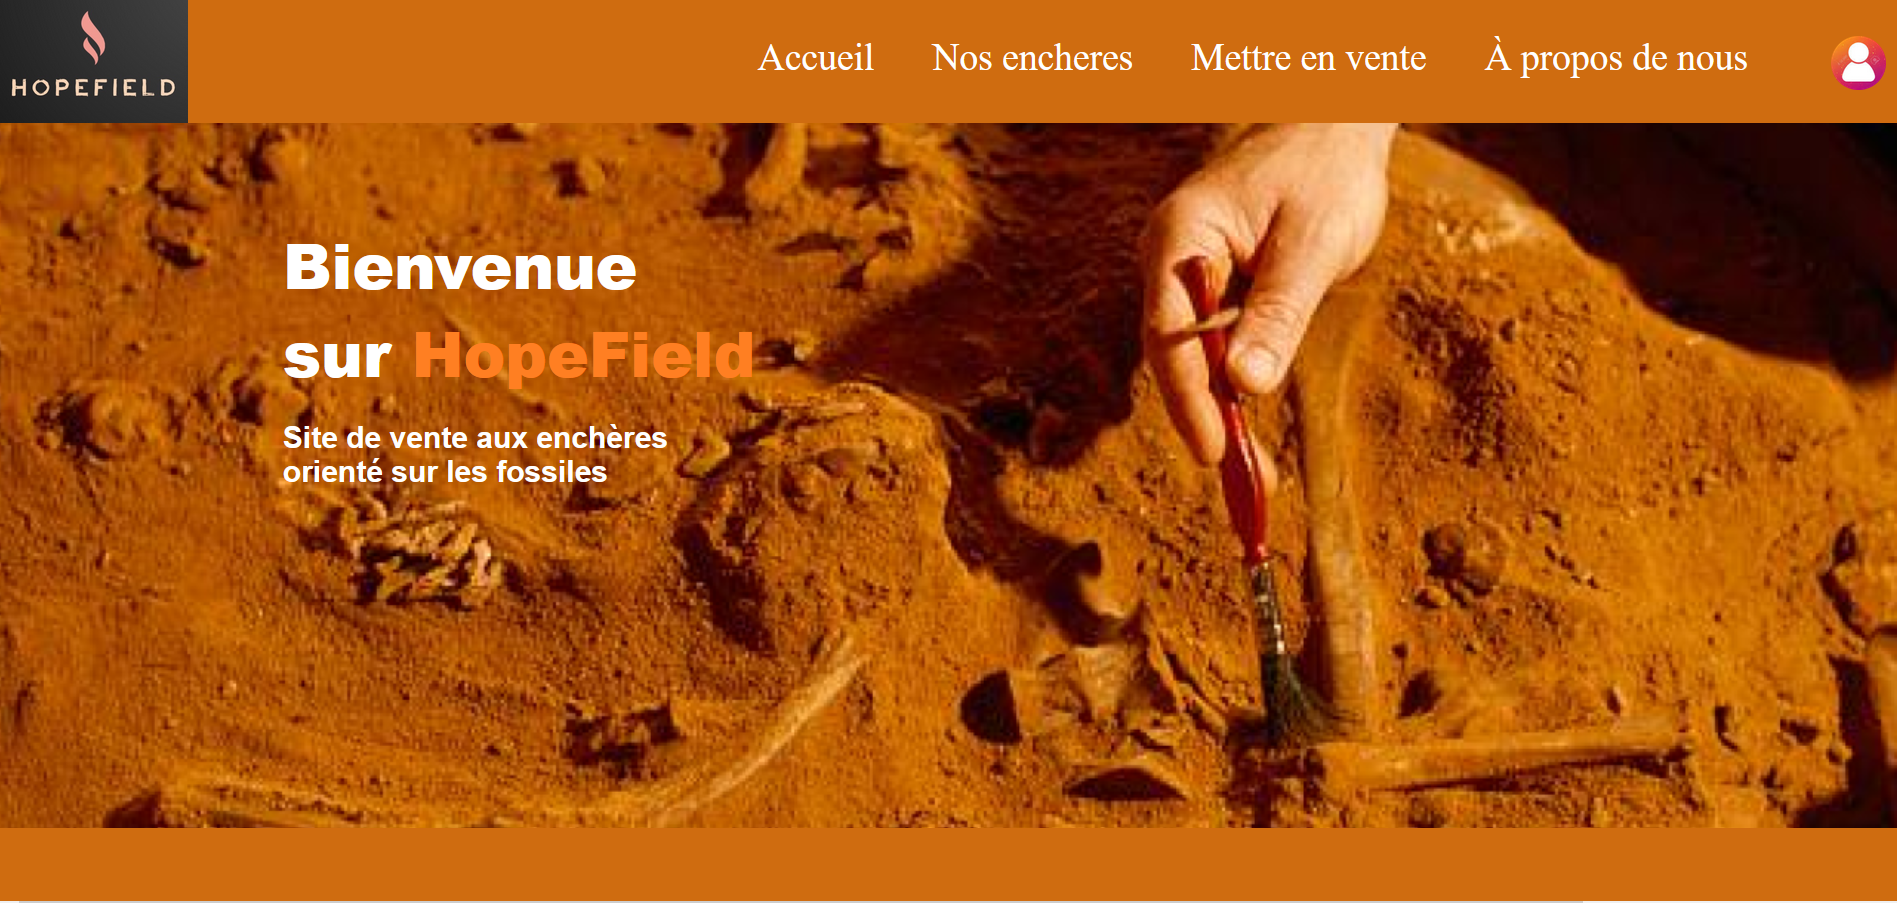 HOPEFIELD
Accueil Nos encheres Mettre en vente À propos de nous
Bienvenue
sur HopeField
Site de vente aux enchères
orienté sur les fossiles